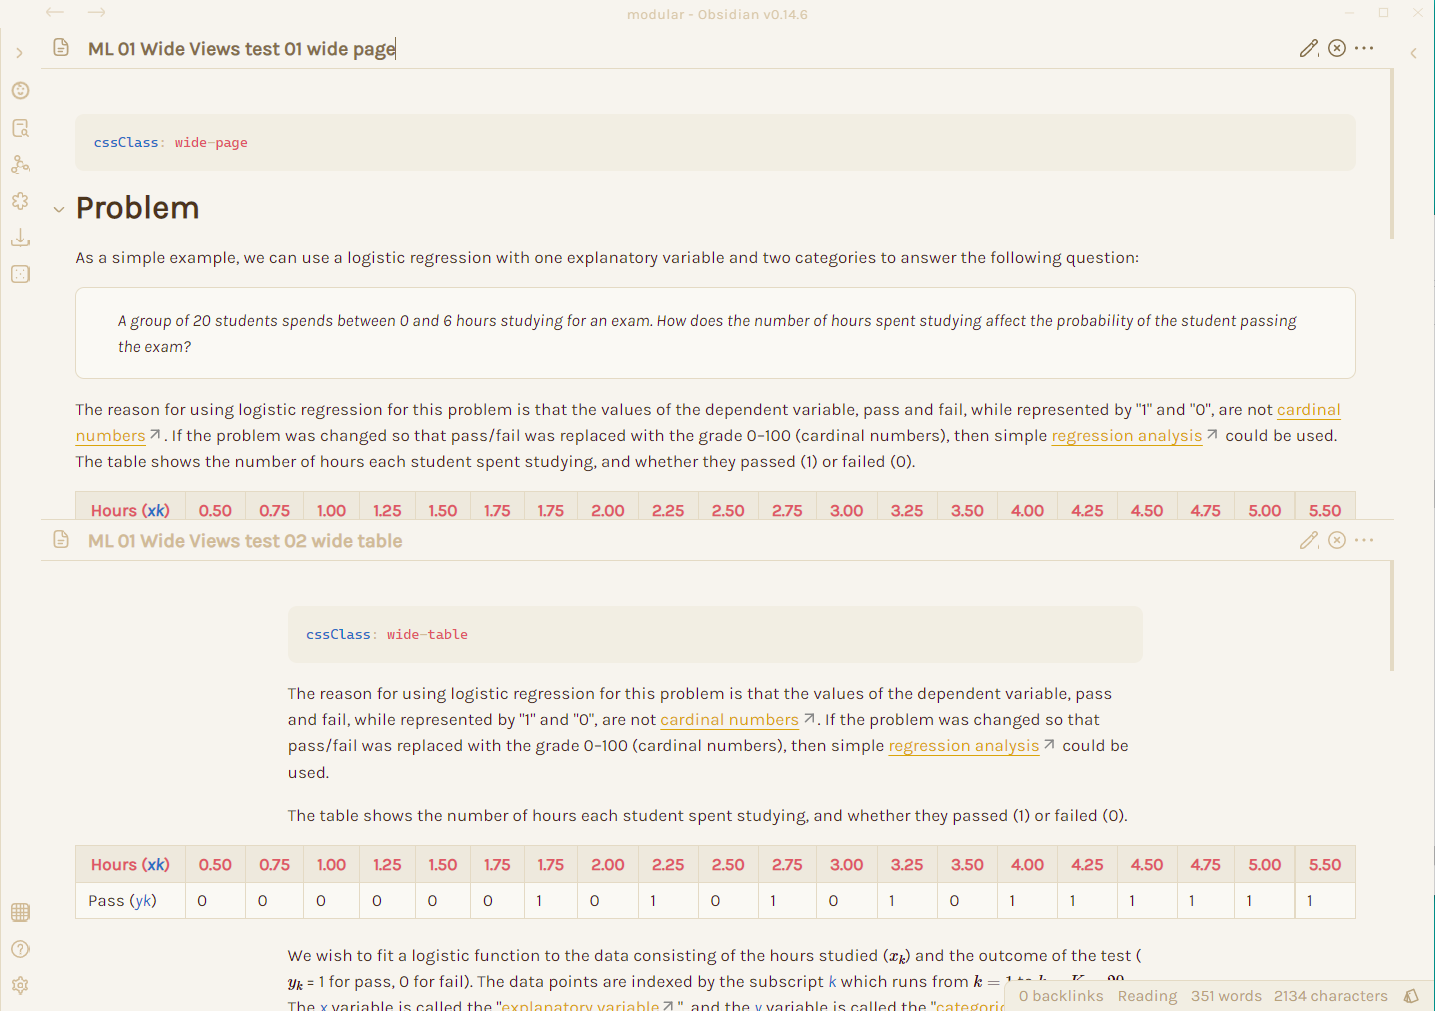 modular - Obsidian v0.14.6
ML 01 Wide Views test 01 wide page
cssClass: wide-page
Problem
As a simple example, we can use a logistic regression with one explanatory variable and two categories to answer the following question:
A group of 20 students spends between 0 and 6 hours studying for an exam. How does the number of hours spent studying affect the probability of the student passing
the exam?
The reason for using logistic regression for this problem is that the values of the dependent variable, pass and fail, while represented by "1" and "0", are not cardinal
numbers. If the problem was changed so that pass/fail was replaced with the grade 0–100 (cardinal numbers), then simple regression analysis could be used.
The table shows the number of hours each student spent studying, and whether they passed (1) or failed (0).
Hours (xk) 0.50 0.75 1.00 1.25 1.50 1.75 1.75 2.00 2.25 2.50 2.75 3.00 3.25 3.50 4.00 4.25 4.50 4.75 5.00 5.50
ML 01 Wide Views test 02 wide table
cssClass: wide-table
The reason for using logistic regression for this problem is that the values of the dependent variable, pass
and fail, while represented by "1" and "0", are not cardinal numbers. If the problem was changed so that
pass/fail was replaced with the grade 0–100 (cardinal numbers), then simple regression analysis could be
used.
The table shows the number of hours each student spent studying, and whether they passed (1) or failed (0).
Hours (xk) 0.50 0.75 1.00 1.25 1.50 1.75 1.75 2.00 2.25 2.50 2.75 3.00 3.25 3.50 4.00 4.25 4.50 4.75 5.00 5.50
Pass (yk) 0 0 0 0 0 0 1 0 1 0 1 0 1 0 1 1 1 1 1 1
We wish to fit a logistic function to the data consisting of the hours studied (xₖ) and the outcome of the test (
yₖ = 1 for pass, 0 for fail). The data points are indexed by the subscript k which runs from k =
The x variable is called the "explanatory variable", and the y variable is called the "categori
0 backlinks Reading 351 words 2134 characters